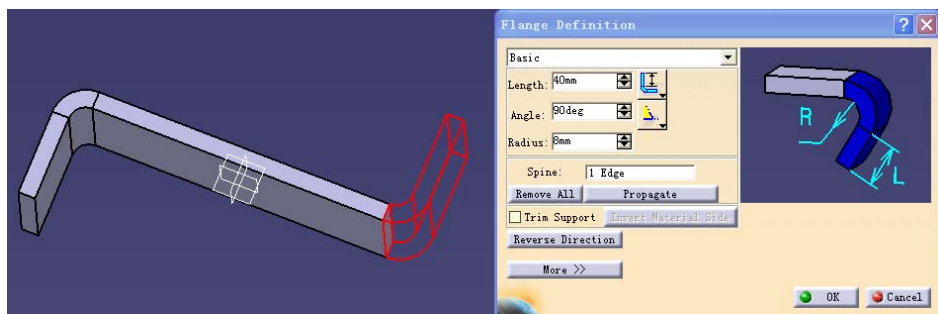 Flange Definition
Basic
Length: 40mm
Angle: 90deg
Radius: 8mm
Spine: 1 Edge
Remove All Propagate
Trim Support Invert Material Side
Reverse Direction
More >>
OK Cancel
R
L